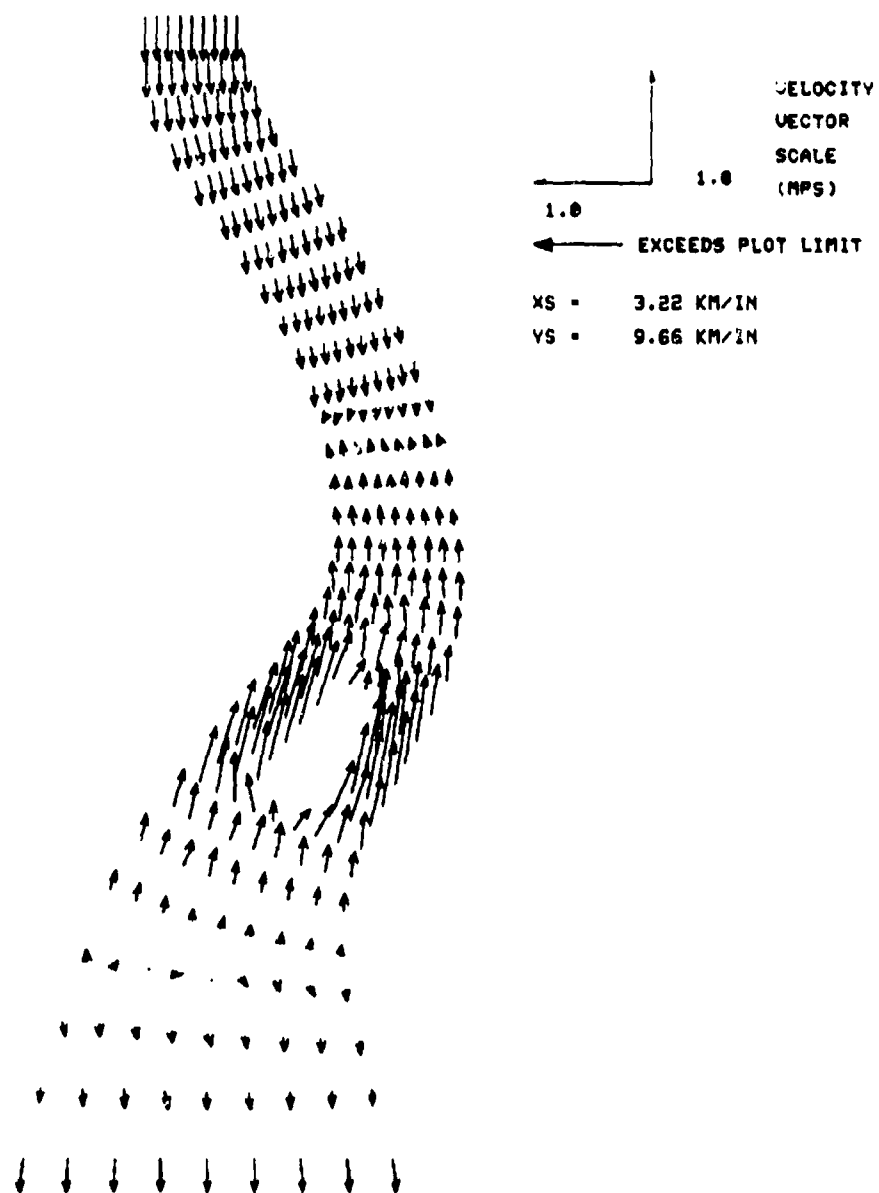 VELOCITY
VECTOR
SCALE
(MPS)
1.0
1.0
EXCEEDS PLOT LIMIT
XS = 3.22 KM/IN
YS = 9.66 KM/IN